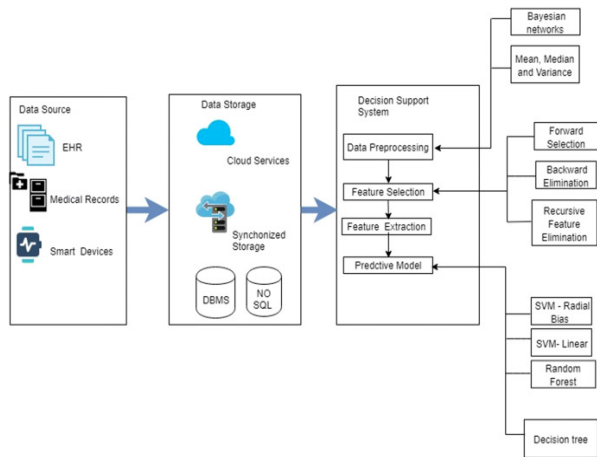 Bayesian
networks
Mean, Median
and Variance
Data Source
EHR
Medical Records
Smart Devices
Data Storage
Cloud Services
Synchonized
Storage
DBMS
NO
SQL
Decision Support
System
Data Preprocessing
Feature Selection
Feature Extraction
Predctive Model
Forward
Selection
Backward
Elimination
Recursive
Feature
Elimination
SVM - Radial
Bias
SVM- Linear
Random
Forest
Decision tree